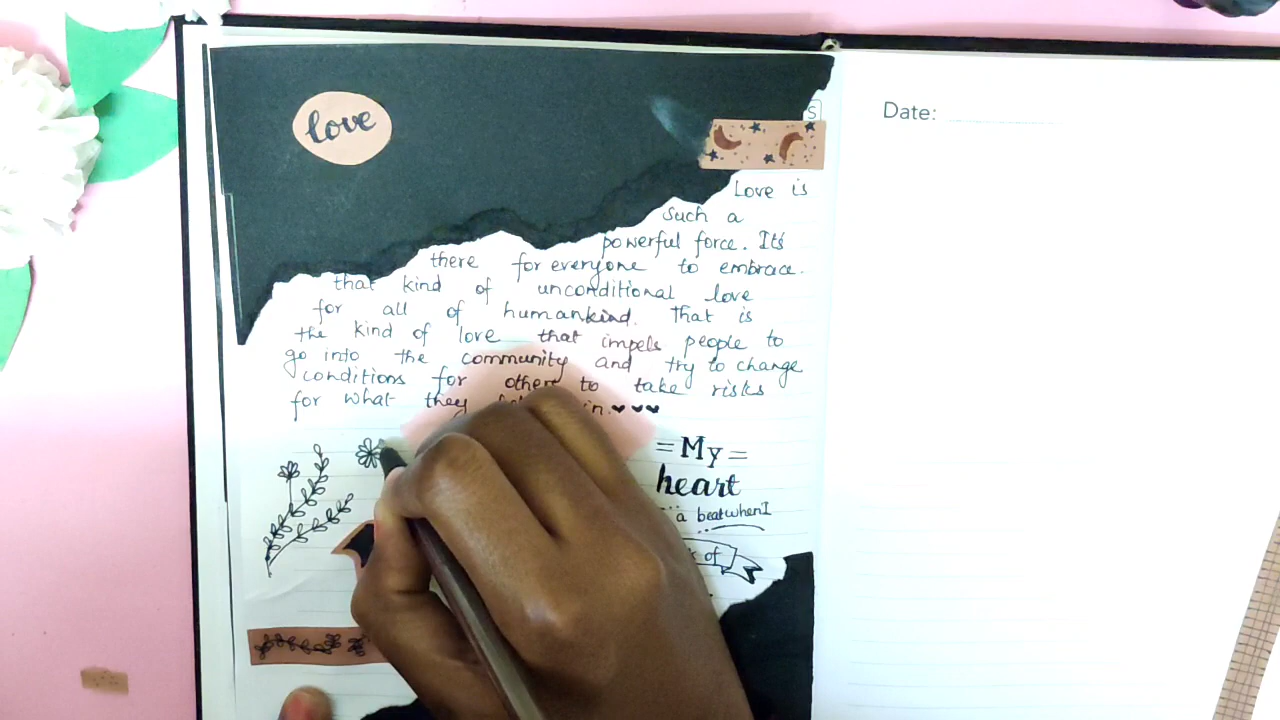 love
S
Date:
Love is
such a
powerful force. It's
there for everyone to embrace.
that kind of unconditional love
for all of humankind. That is
the kind of love that impels people to
go into the community and try to change
conditions for others to take risks
for what they in. ♥♥♥
= My =
heart
a beat when I
of